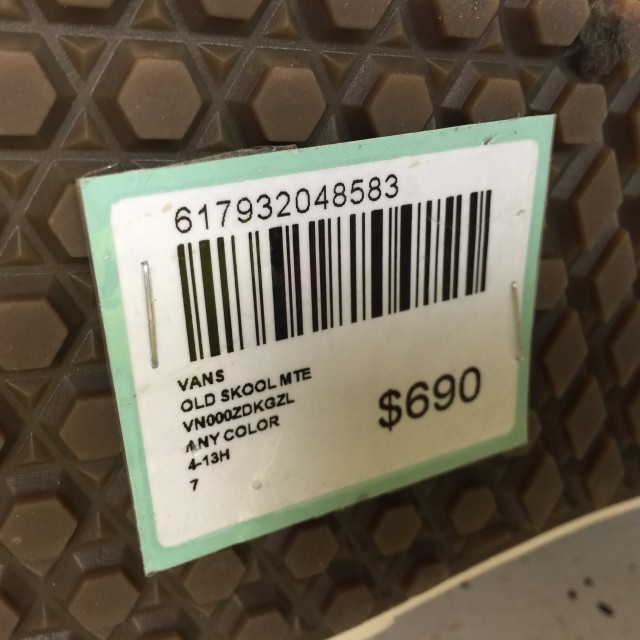 617932048583
VANS
OLD SKOOL MTE
VN000ZDKGZL
ANY COLOR
4-13H
7
$690